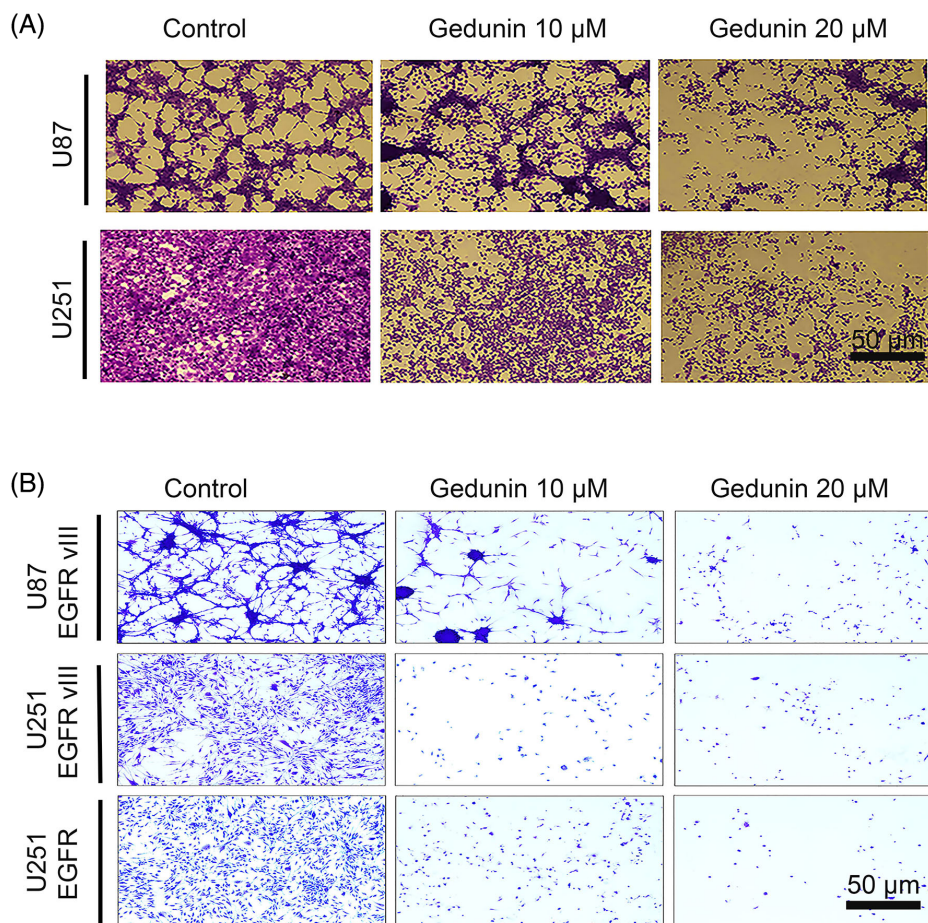 (A)
Control Gedunin 10 µM Gedunin 20 µM
U87
U251
50 µm
(B)
Control Gedunin 10 µM Gedunin 20 µM
U87
EGFR vIII
U251
EGFR vIII
U251
EGFR
50 µm